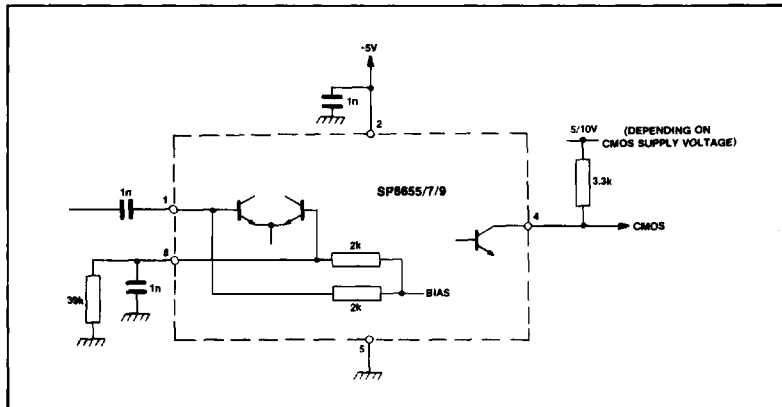 -5V
1n
2
5/10V
(DEPENDING ON
CMOS SUPPLY VOLTAGE)
SP8655/7/9
3.3k
1n
1
4
CMOS
8
2k
39k
1n
2k
BIAS
5